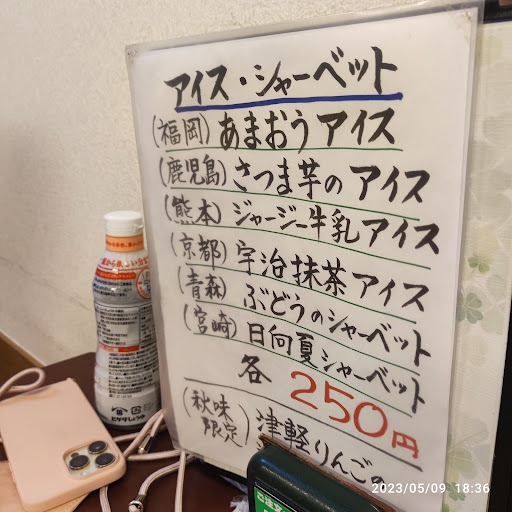 アイス・シャーベット
(福岡) あまおうアイス
(鹿児島) さつま芋のアイス
(熊本) ジャージー牛乳アイス
(京都) 宇治抹茶アイス
(青森) ぶどうのシャーベット
(宮崎) 日向夏シャーベット
各 250円
(秋味限定) 津軽りんごの
ご注文
2023/05/09 18:36